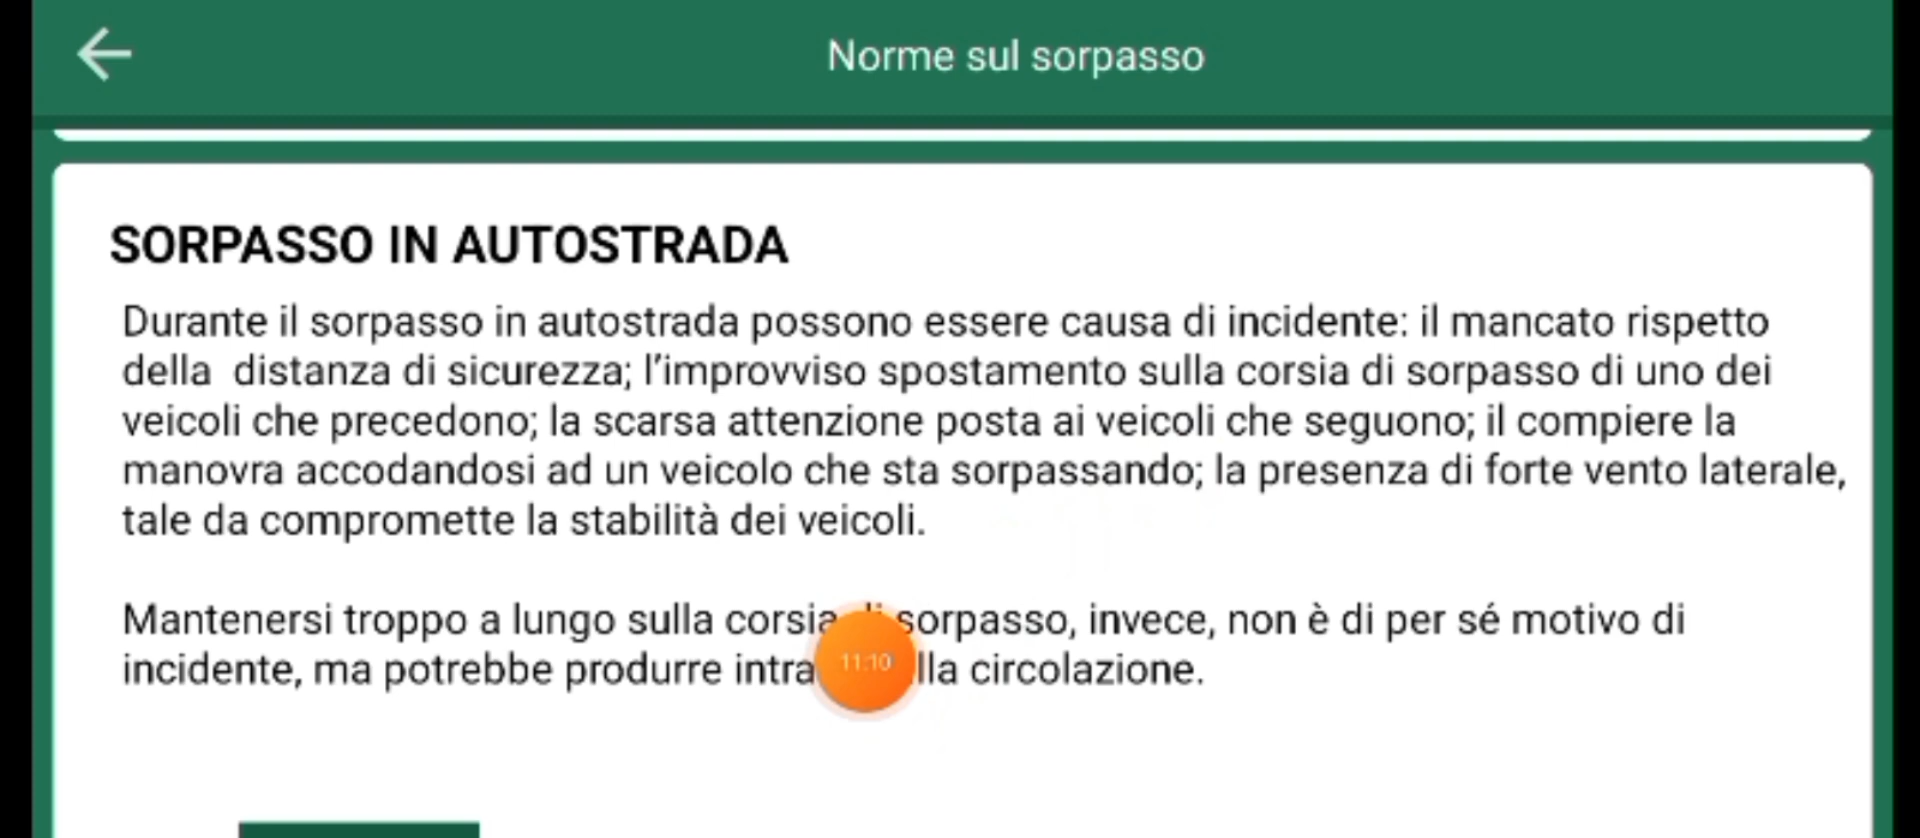 Norme sul sorpasso
SORPASSO IN AUTOSTRADA
Durante il sorpasso in autostrada possono essere causa di incidente: il mancato rispetto
della distanza di sicurezza; l'improvviso spostamento sulla corsia di sorpasso di uno dei
veicoli che precedono; la scarsa attenzione posta ai veicoli che seguono; il compiere la
manovra accodandosi ad un veicolo che sta sorpassando; la presenza di forte vento laterale,
tale da compromette la stabilità dei veicoli.
Mantenersi troppo a lungo sulla corsia di sorpasso, invece, non è di per sé motivo di
incidente, ma potrebbe produrre circolazione.
11:10